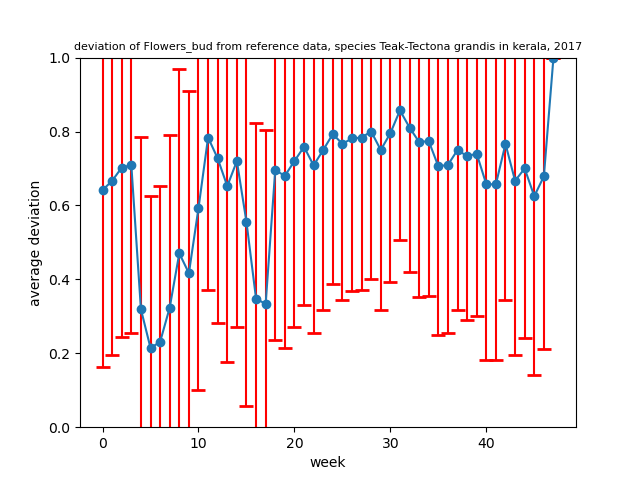 deviation of Flowers_bud from reference data, species Teak-Tectona grandis in kerala, 2017
1.0
0.8
0.6
0.4
0.2
0.0
average deviation
0 10 20 30 40
week